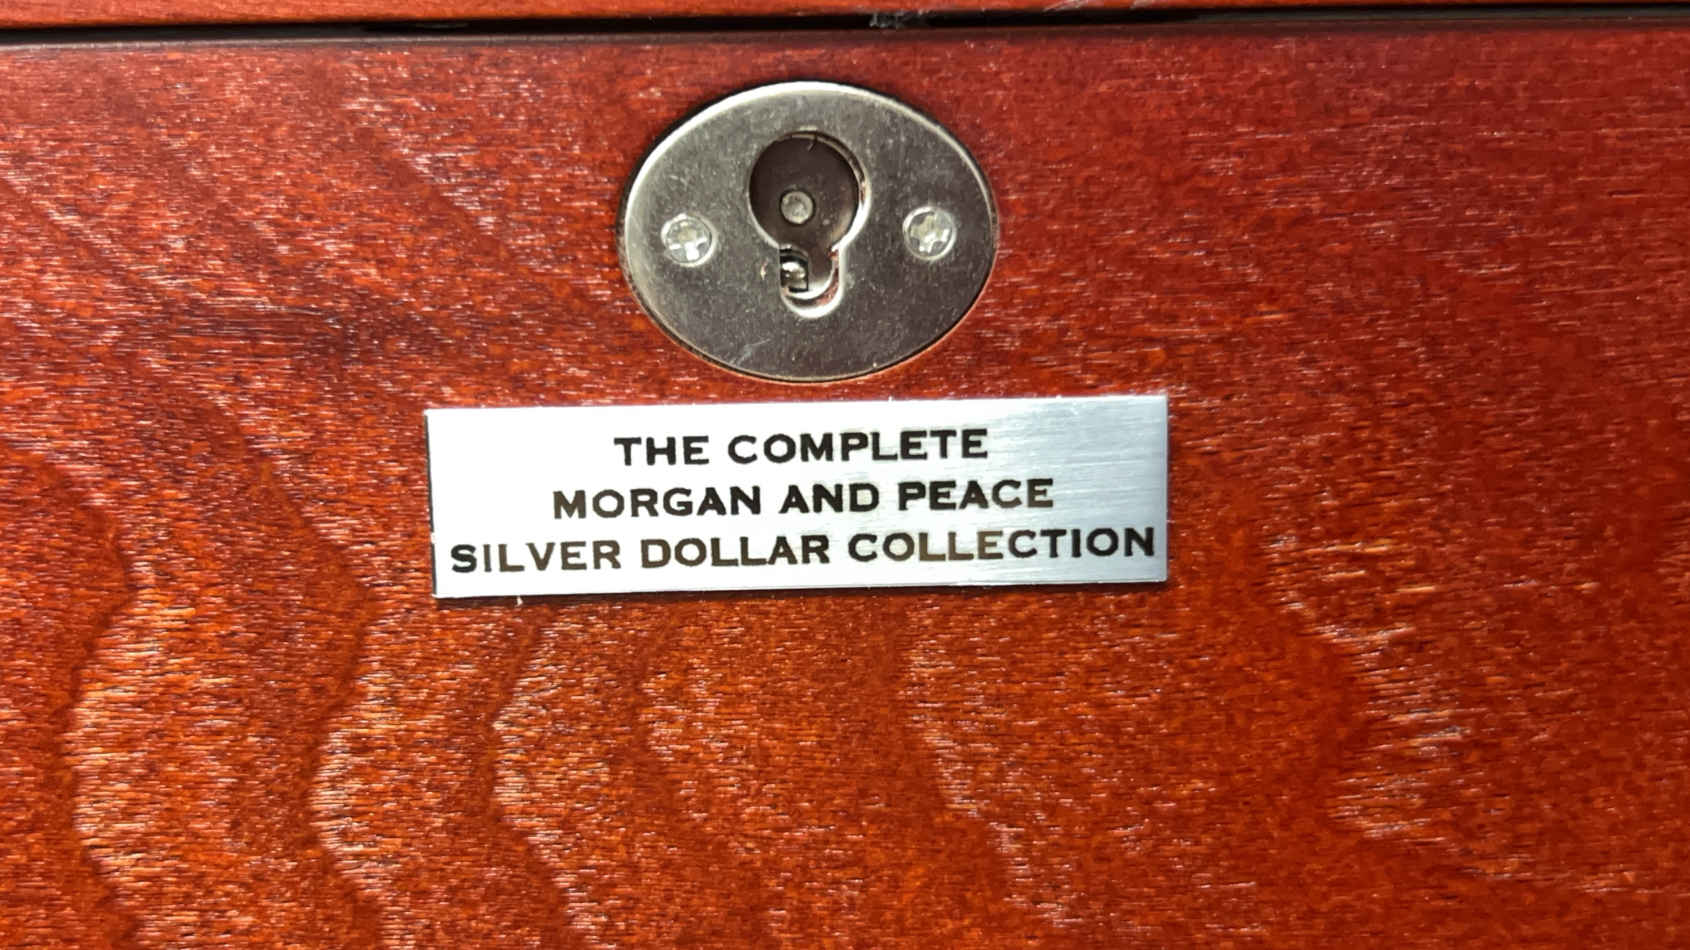 THE COMPLETE
MORGAN AND PEACE
SILVER DOLLAR COLLECTION